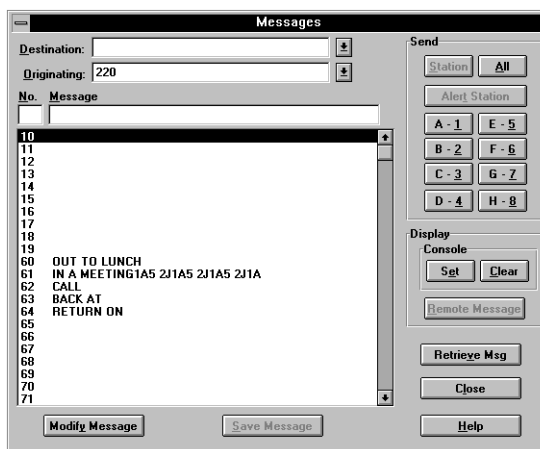 Messages
Destination:
Originating: 220
No. Message
10
11
12
13
14
15
16
17
18
19
60 OUT TO LUNCH
61 IN A MEETING1A5 2J1A5 2J1A5 2J1A
62 CALL
63 BACK AT
64 RETURN ON
65
66
67
68
69
70
71
Modify Message Save Message
Send
Station All
Alert Station
A - 1 E - 5
B - 2 F - 6
C - 3 G - 7
D - 4 H - 8
Display
Console
Set Clear
Remote Message
Retrieve Msg
Close
Help